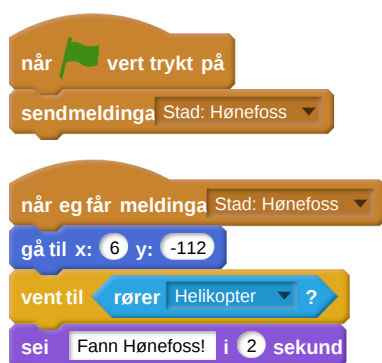 når vert trykt på
sendmeldinga Stad: Hønefoss
når eg får meldinga Stad: Hønefoss
gå til x: 6 y: -112
vent til rører Helikopter ?
sei Fann Hønefoss! i 2 sekund